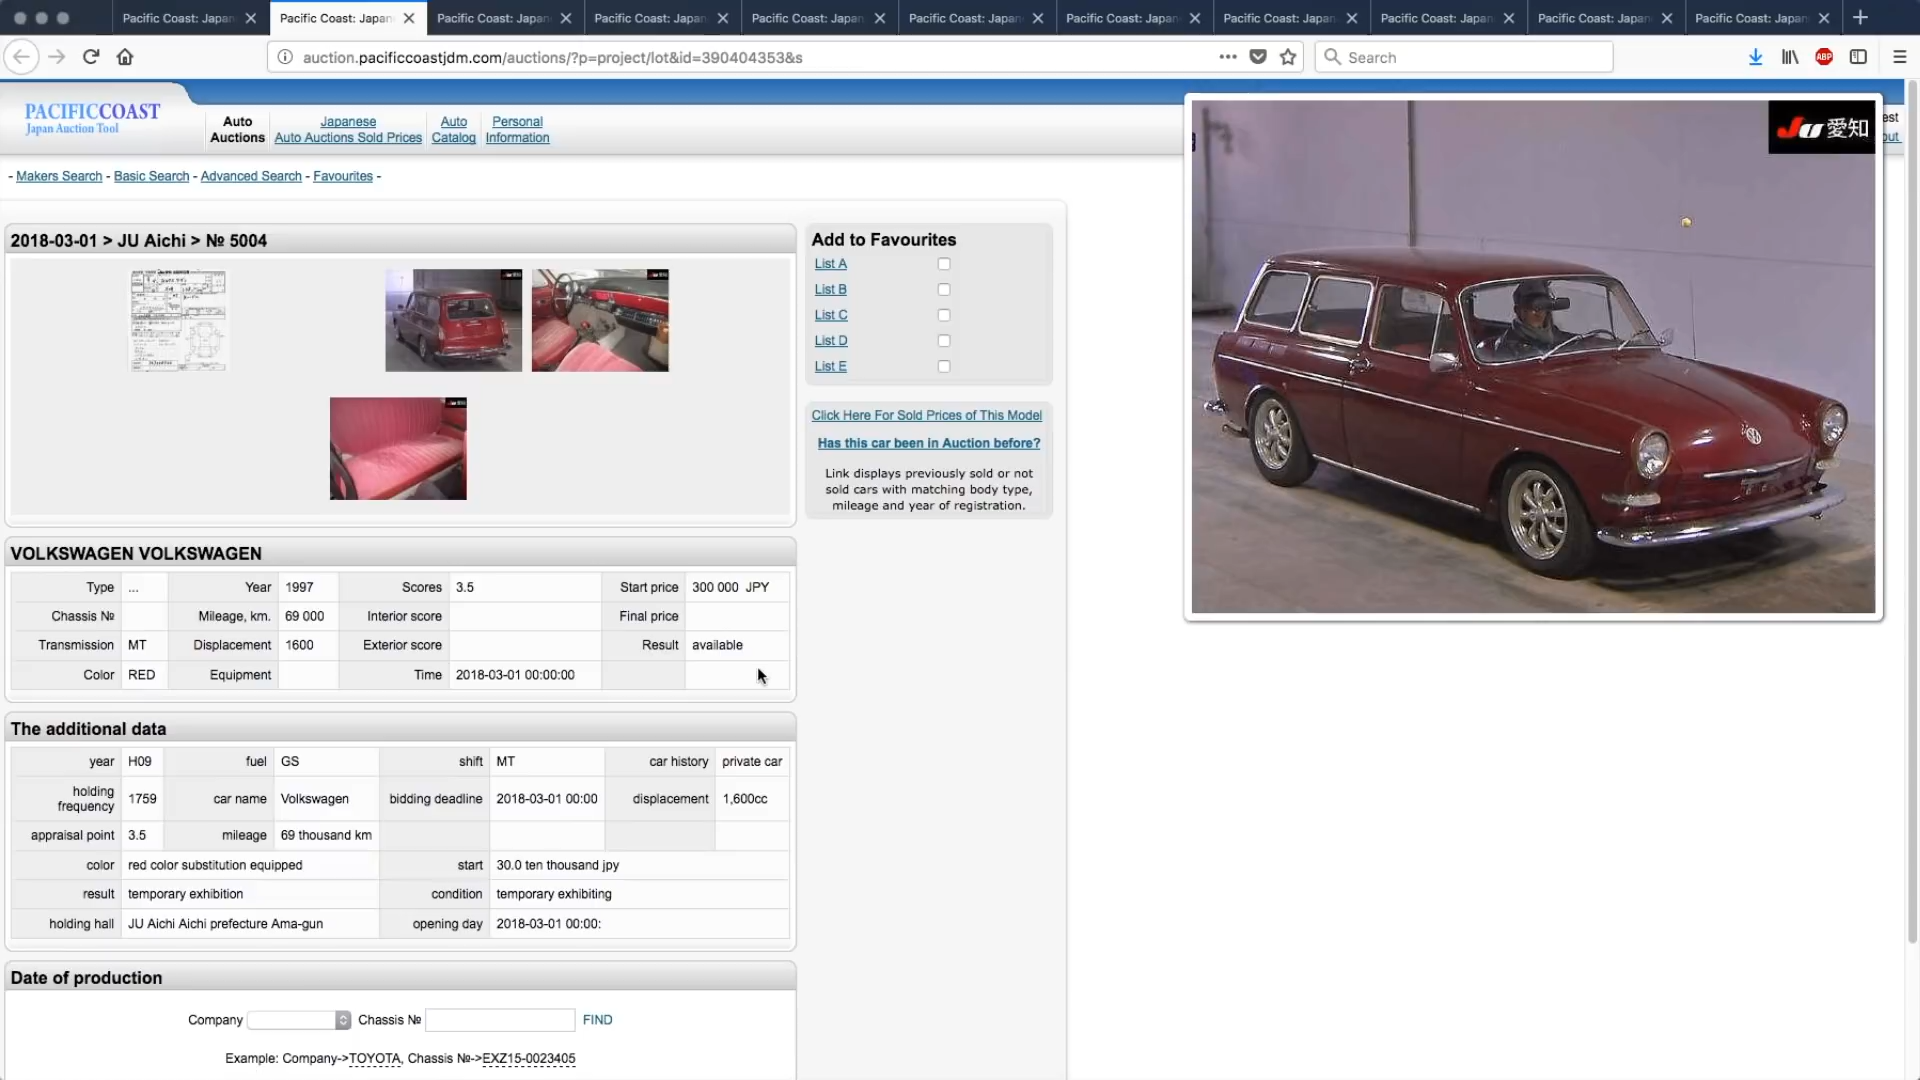 Pacific Coast: Japan
Pacific Coast: Japan
Pacific Coast: Japan
Pacific Coast: Japan
Pacific Coast: Japan
Pacific Coast: Japan
Pacific Coast: Japan
Pacific Coast: Japan
Pacific Coast: Japan
Pacific Coast: Japan
Pacific Coast: Japan
auction.pacificcoastjdm.com/auctions/?p=project/lot&id=390404353&s
Search
ABP
PACIFICCOAST
Japan Auction Tool
Auto Auctions
Japanese Auto Auctions Sold Prices
Auto Catalog
Personal Information
JU 愛知
est
out
- Makers Search - Basic Search - Advanced Search - Favourites -
2018-03-01 > JU Aichi > № 5004
Add to Favourites
List A
List B
List C
List D
List E
Click Here For Sold Prices of This Model
Has this car been in Auction before?
Link displays previously sold or not
sold cars with matching body type,
mileage and year of registration.
VOLKSWAGEN VOLKSWAGEN
Type ... Year 1997 Scores 3.5 Start price 300 000 JPY
Chassis № Mileage, km. 69 000 Interior score Final price
Transmission MT Displacement 1600 Exterior score Result available
Color RED Equipment Time 2018-03-01 00:00:00
The additional data
year H09 fuel GS shift MT car history private car
holding frequency 1759 car name Volkswagen bidding deadline 2018-03-01 00:00 displacement 1,600cc
appraisal point 3.5 mileage 69 thousand km
color red color substitution equipped start 30.0 ten thousand jpy
result temporary exhibition condition temporary exhibiting
holding hall JU Aichi Aichi prefecture Ama-gun opening day 2018-03-01 00:00:
Date of production
Company Chassis № FIND
Example: Company->TOYOTA, Chassis №->EXZ15-0023405